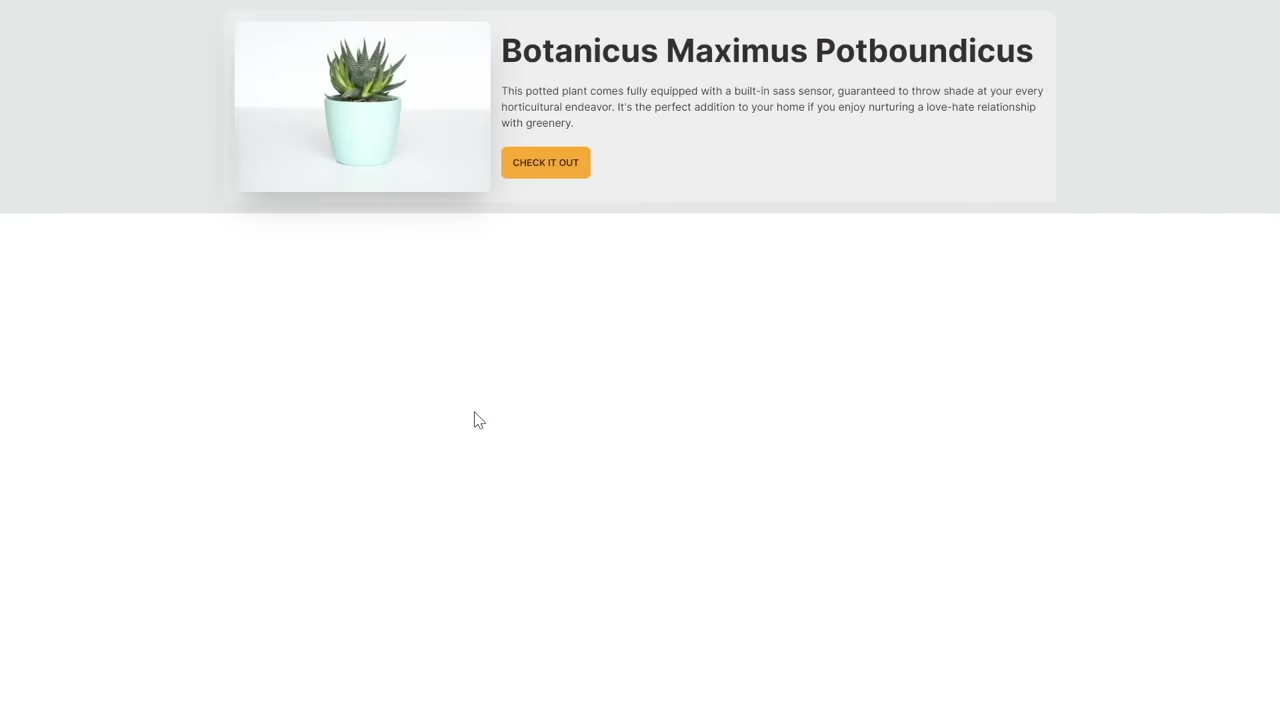 Botanicus Maximus Potboundicus
This potted plant comes fully equipped with a built-in sass sensor, guaranteed to throw shade at your every
horticultural endeavor. It's the perfect addition to your home if you enjoy nurturing a love-hate relationship
with greenery.
CHECK IT OUT